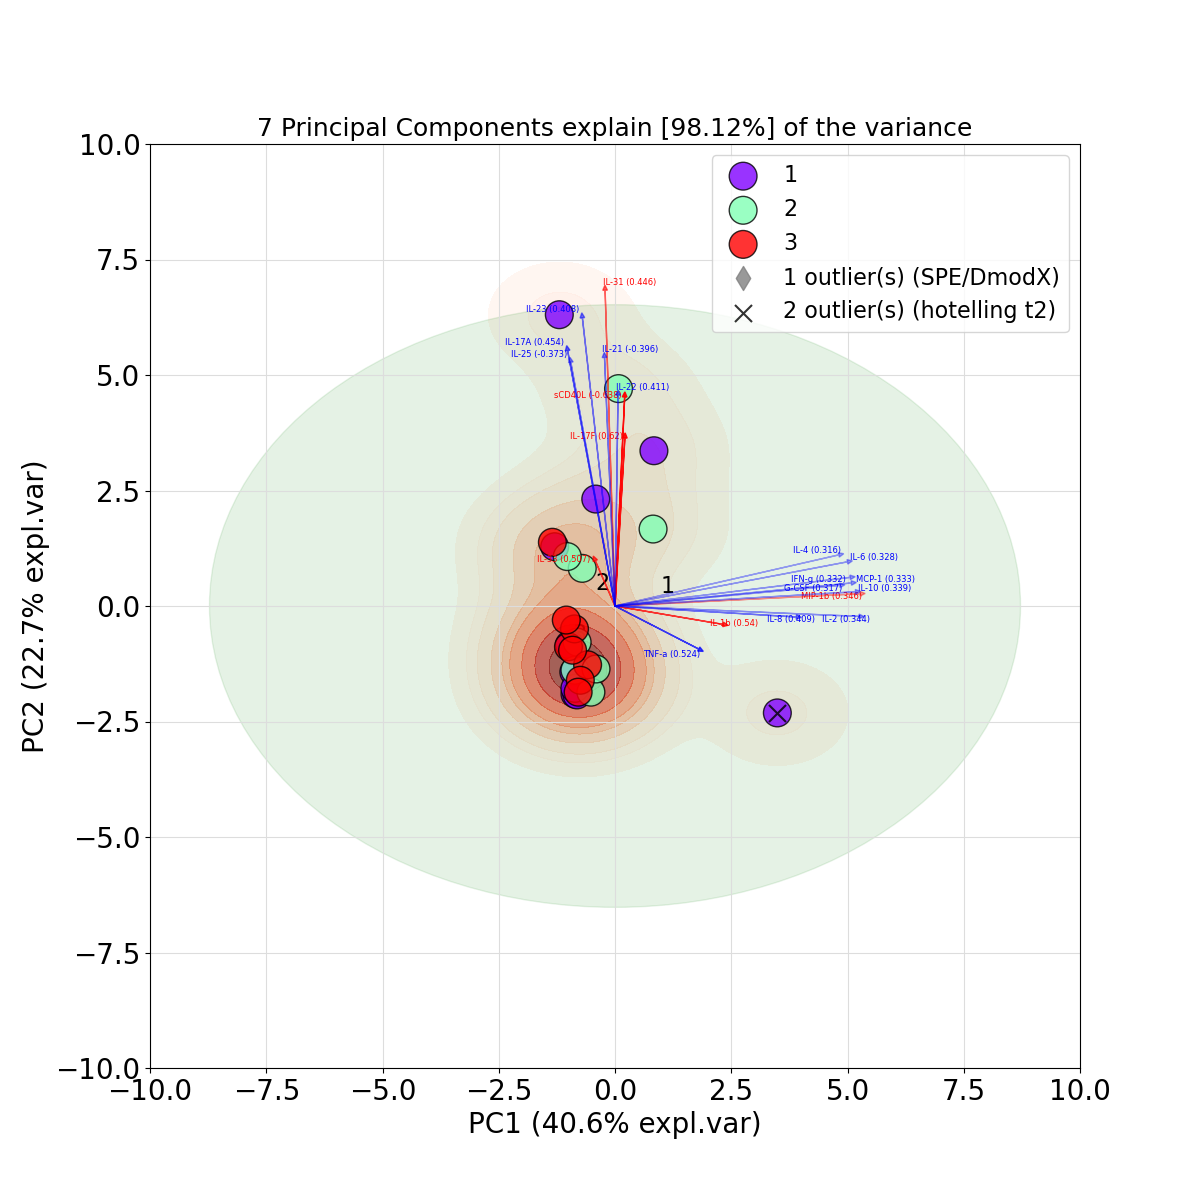 7 Principal Components explain [98.12%] of the variance
10.0
7.5
5.0
2.5
0.0
−2.5
−5.0
−7.5
−10.0
PC2 (22.7% expl.var)
1
2
3
1 outlier(s) (SPE/DmodX)
2 outlier(s) (hotelling t2)
IL-31 (0.446)
IL-23 (0.408)
IL-17A (0.454)
IL-21 (-0.396)
IL-25 (-0.373)
IL-22 (0.411)
sCD40L
IL-17F (0.62)
IL-4 (0.316)
IL-6 (0.328)
(0.507)
IFN-g (0.332)
MCP-1 (0.333)
G-CSF (0.317)
IL-10 (0.339)
MIP-1b (0.346)
2
1
IL-8 (0.409)
IL-2 (0.344)
IL-1b (0.54)
TNF-a (0.524)
−10.0
−7.5
−5.0
−2.5
0.0
2.5
5.0
7.5
10.0
PC1 (40.6% expl.var)